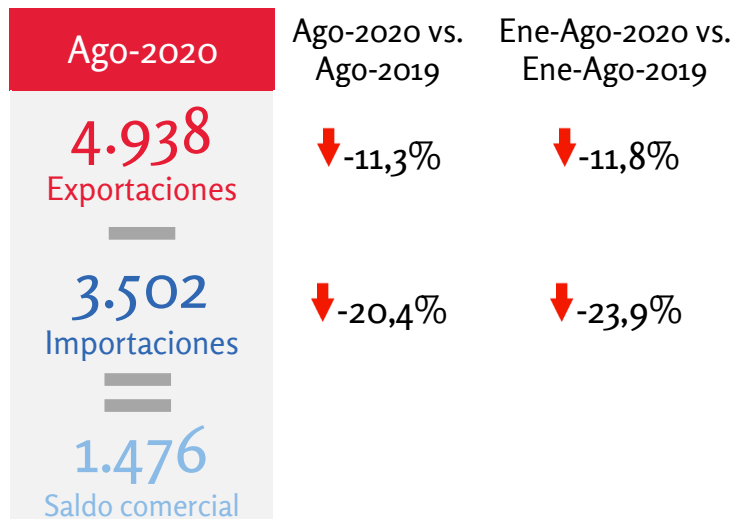 Ago-2020
Ago-2020 vs.
Ago-2019
Ene-Ago-2020 vs.
Ene-Ago-2019
4.938
Exportaciones
-11,3%
-11,8%
3.502
Importaciones
-20,4%
-23,9%
1.476
Saldo comercial